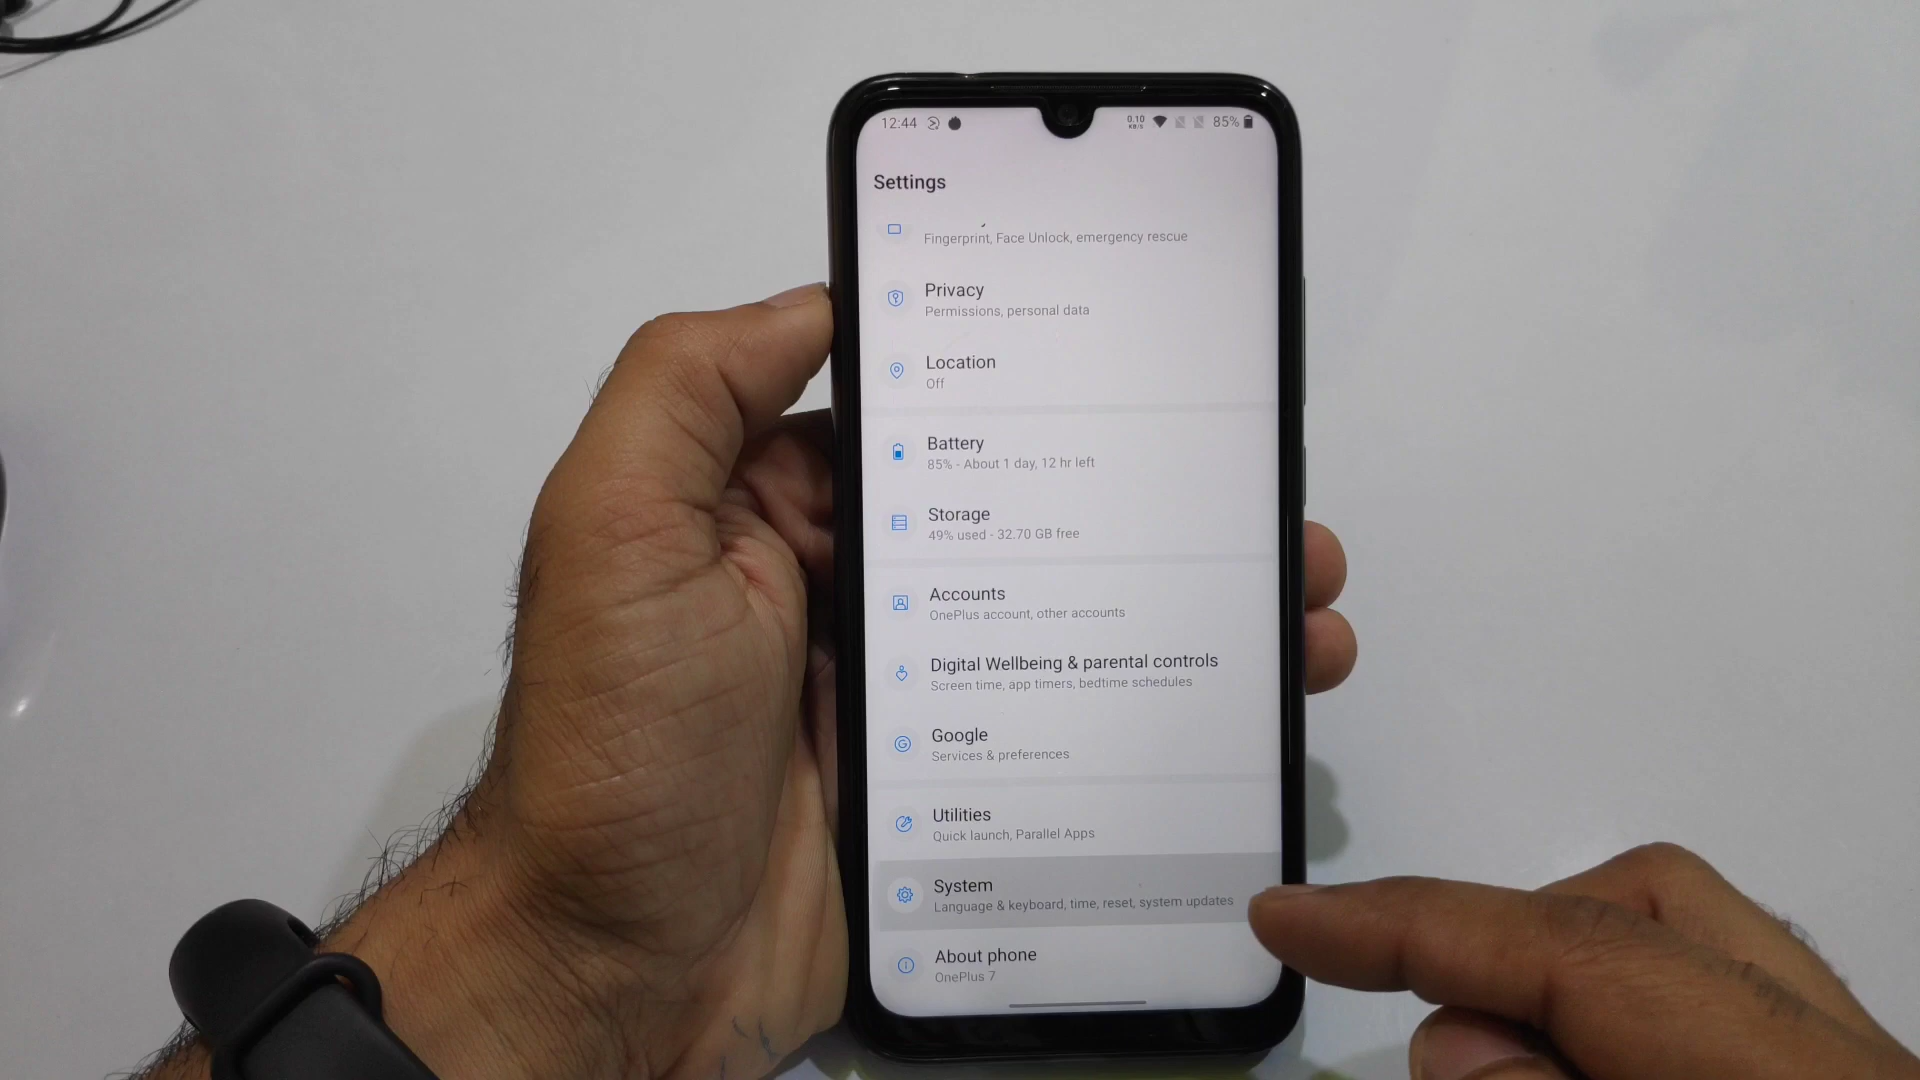 12:44
0.10
KB/S
85%
Settings
Fingerprint, Face Unlock, emergency rescue
Privacy
Permissions, personal data
Location
Off
Battery
85% - About 1 day, 12 hr left
Storage
49% used - 32.70 GB free
Accounts
OnePlus account, other accounts
Digital Wellbeing & parental controls
Screen time, app timers, bedtime schedules
Google
Services & preferences
Utilities
Quick launch, Parallel Apps
System
Language & keyboard, time, reset, system updates
About phone
OnePlus 7